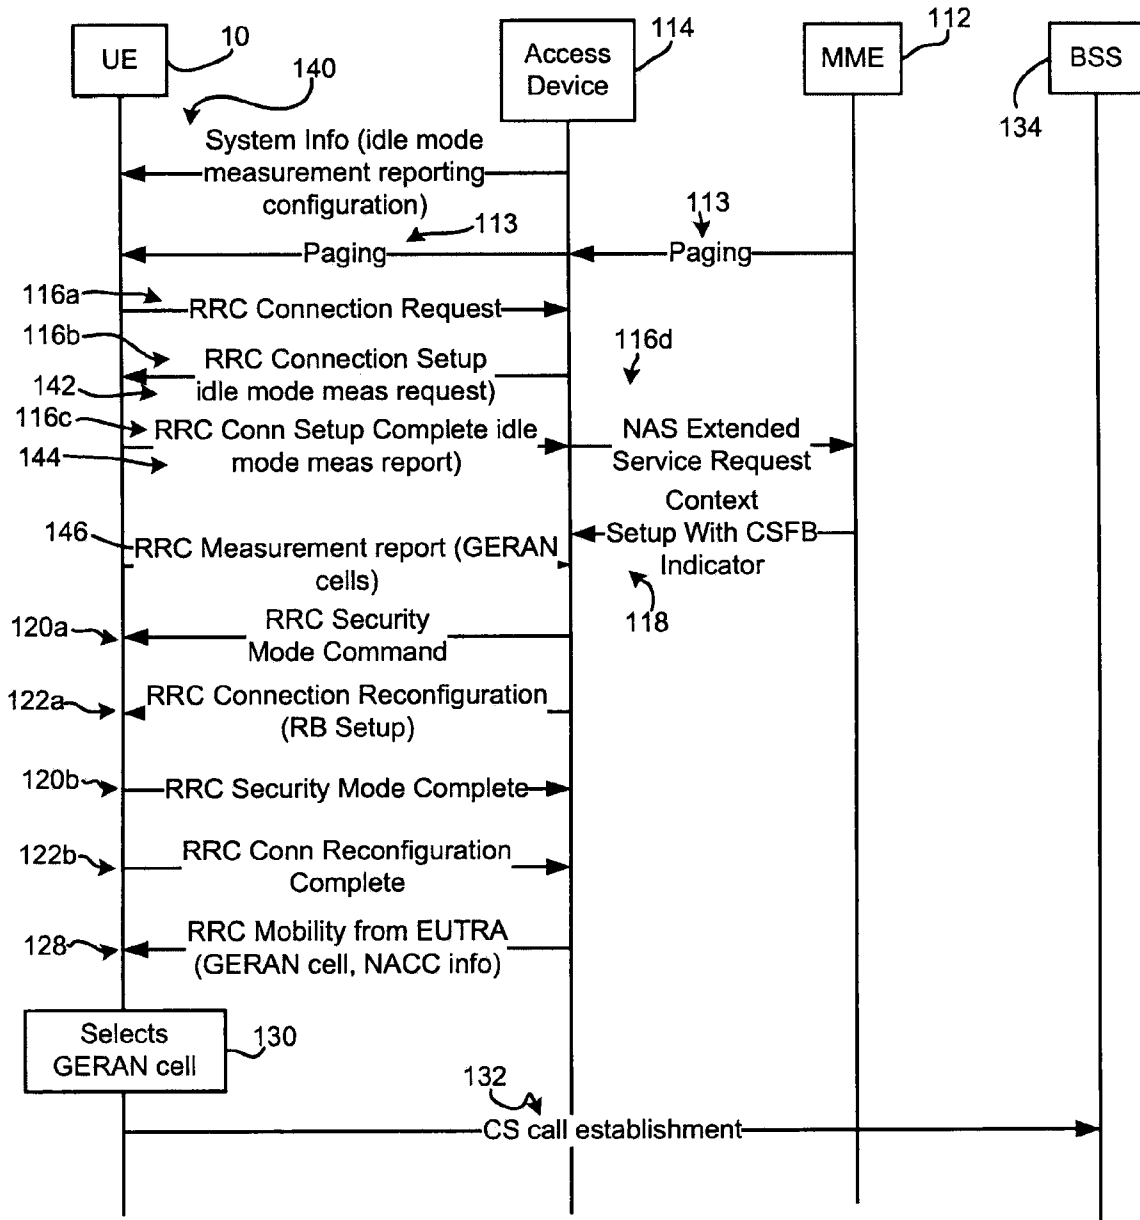 UE
10
Access
Device
114
MME
112
BSS
134
140
System Info (idle mode
measurement reporting
configuration)
113
Paging
113
Paging
116a
RRC Connection Request
116b
RRC Connection Setup
idle mode meas request)
142
116d
116c
RRC Conn Setup Complete idle
mode meas report)
144
NAS Extended
Service Request
Context
Setup With CSFB
Indicator
118
146
RRC Measurement report (GERAN
cells)
120a
RRC Security
Mode Command
122a
RRC Connection Reconfiguration
(RB Setup)
120b
RRC Security Mode Complete
122b
RRC Conn Reconfiguration
Complete
128
RRC Mobility from EUTRA
(GERAN cell, NACC info)
Selects
GERAN cell
130
132
CS call establishment